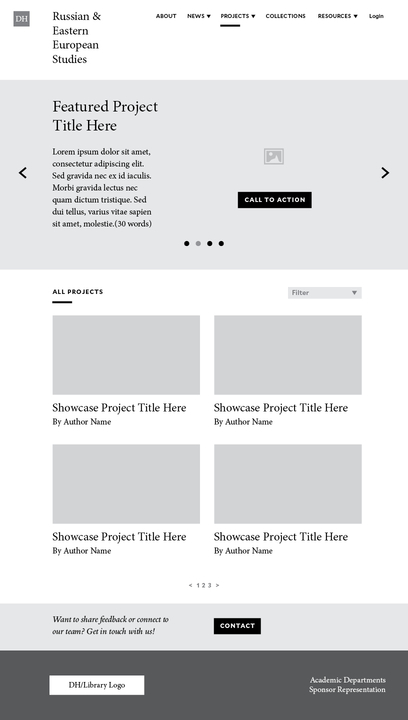 DH
Russian &
Eastern
European
Studies
ABOUT NEWS ▼ PROJECTS ▼ COLLECTIONS RESOURCES ▼ Login
Featured Project
Title Here
Lorem ipsum dolor sit amet,
consectetur adipiscing elit.
Sed gravida nec ex id iaculis.
Morbi gravida lectus nec
quam dictum tristique. Sed
dui tellus, varius vitae sapien
sit amet, molestie.(30 words)
CALL TO ACTION
ALL PROJECTS
Filter ▼
Showcase Project Title Here
By Author Name
Showcase Project Title Here
By Author Name
Showcase Project Title Here
By Author Name
Showcase Project Title Here
By Author Name
< 1 2 3 >
Want to share feedback or connect to
our team? Get in touch with us!
CONTACT
DH/Library Logo
Academic Departments
Sponsor Representation